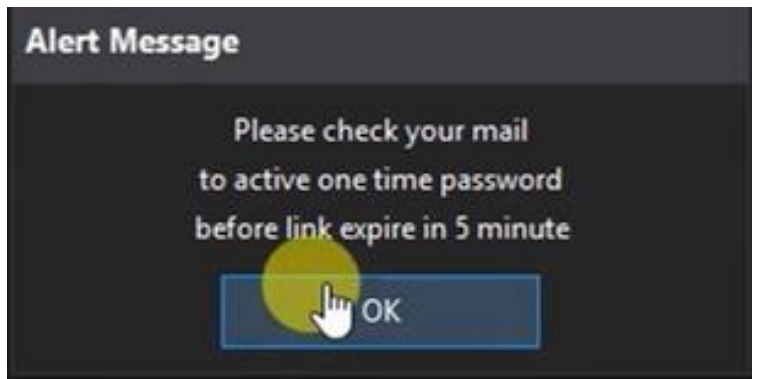 Alert Message
Please check your mail
to active one time password
before link expire in 5 minute
OK